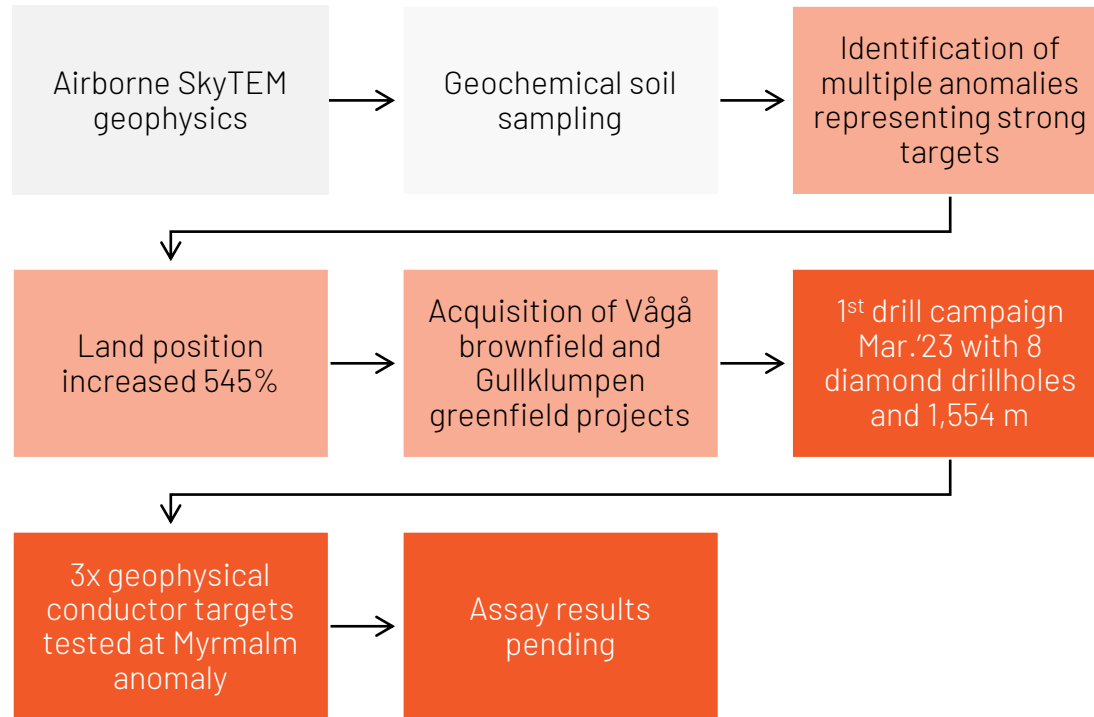 Airborne SkyTEM
geophysics
Geochemical soil
sampling
Identification of
multiple anomalies
representing strong
targets
Land position
increased 545%
Acquisition of Vågå
brownfield and
Gullklumpen
greenfield projects
1st drill campaign
Mar.'23 with 8
diamond drillholes
and 1,554 m
3x geophysical
conductor targets
tested at Myrmalm
anomaly
Assay results
pending